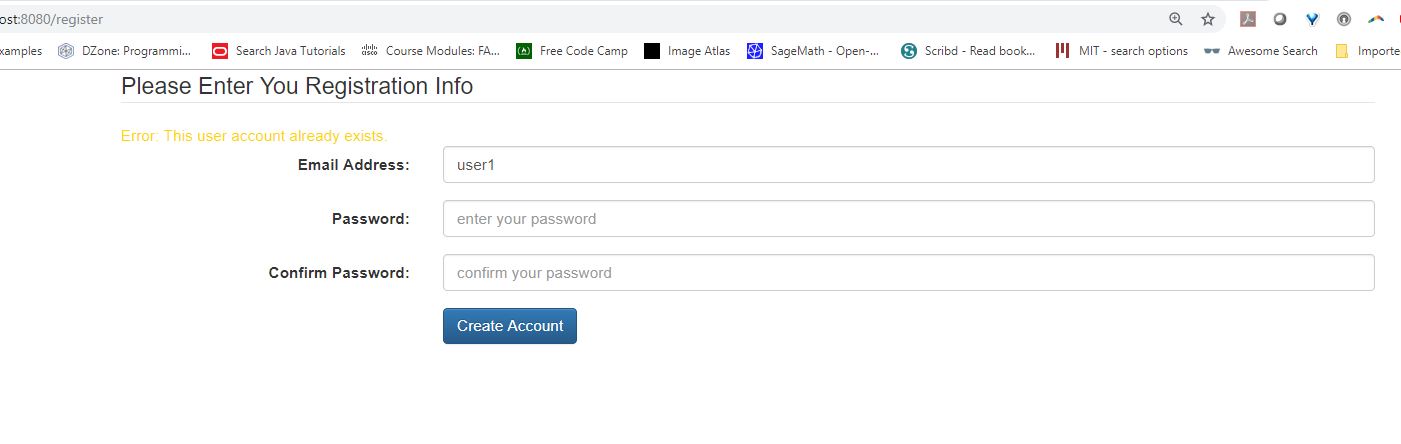 ost:8080/register
xamples DZone: Programmi... Search Java Tutorials Course Modules: FA... Free Code Camp Image Atlas SageMath - Open-... Scribd - Read book... MIT - search options Awesome Search Importe
Please Enter You Registration Info
Error: This user account already exists.
Email Address: user1
Password: enter your password
Confirm Password: confirm your password
Create Account